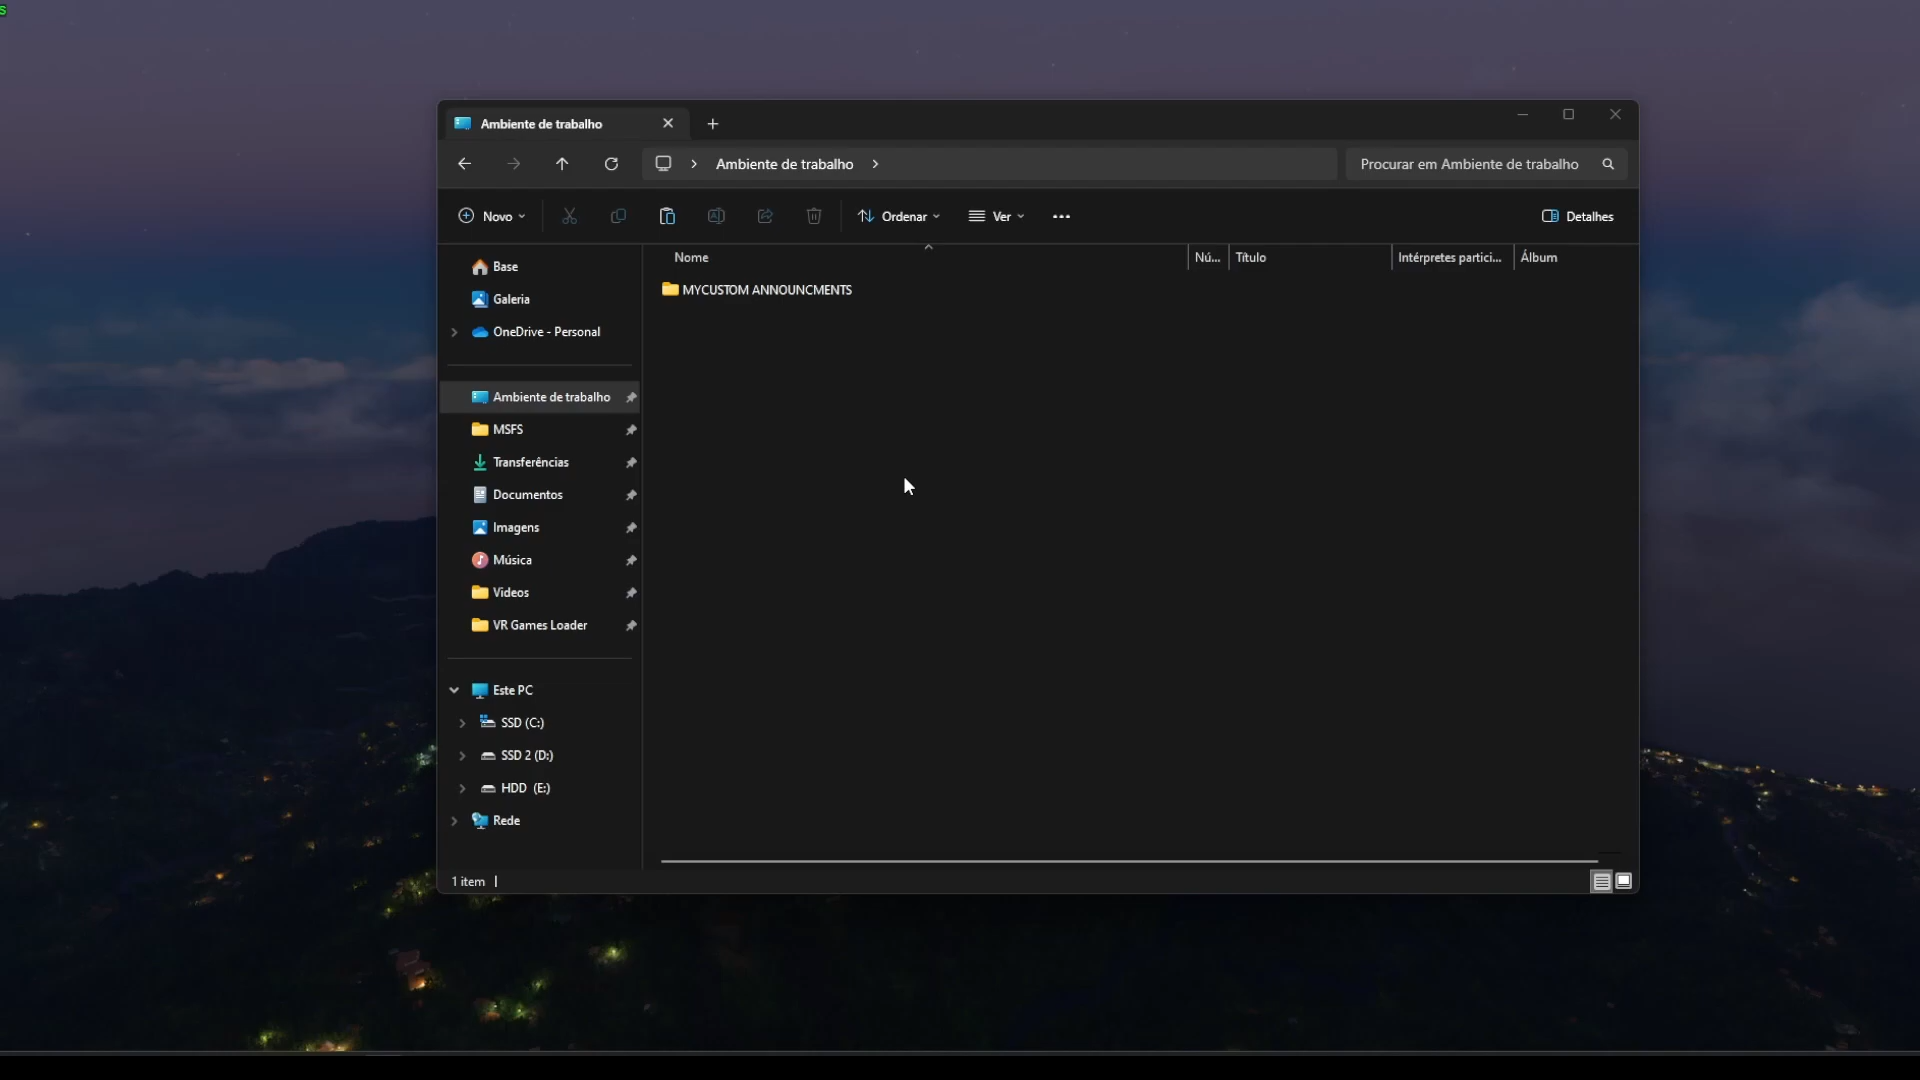 s
Ambiente de trabalho
Ambiente de trabalho
Procurar em Ambiente de trabalho
Novo
Ordenar
Ver
Detalhes
Nome
Nú...
Título
Intérpretes partici...
Álbum
MYCUSTOM ANNOUNCMENTS
Base
Galeria
OneDrive - Personal
Ambiente de trabalho
MSFS
Transferências
Documentos
Imagens
Música
Videos
VR Games Loader
Este PC
SSD (C:)
SSD 2 (D:)
HDD (E:)
Rede
1 item